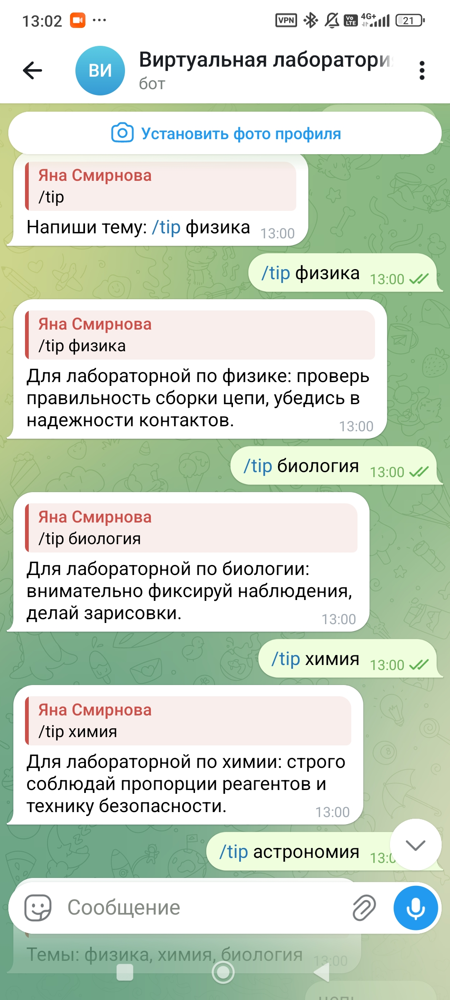 13:02
VPN
Vo LTE
4G+
21
ВИ
Виртуальная лаборатори
бот
Установить фото профиля
Яна Смирнова
/tip
Напиши тему: /tip физика 13:00
/tip физика 13:00
Яна Смирнова
/tip физика
Для лабораторной по физике: проверь
правильность сборки цепи, убедись в
надежности контактов. 13:00
/tip биология 13:00
Яна Смирнова
/tip биология
Для лабораторной по биологии:
внимательно фиксируй наблюдения,
делай зарисовки. 13:00
/tip химия 13:00
Яна Смирнова
/tip химия
Для лабораторной по химии: строго
соблюдай пропорции реагентов и
технику безопасности. 13:00
/tip астрономия 13:0
Сообщение
Темы: физика, химия, биология 13:00